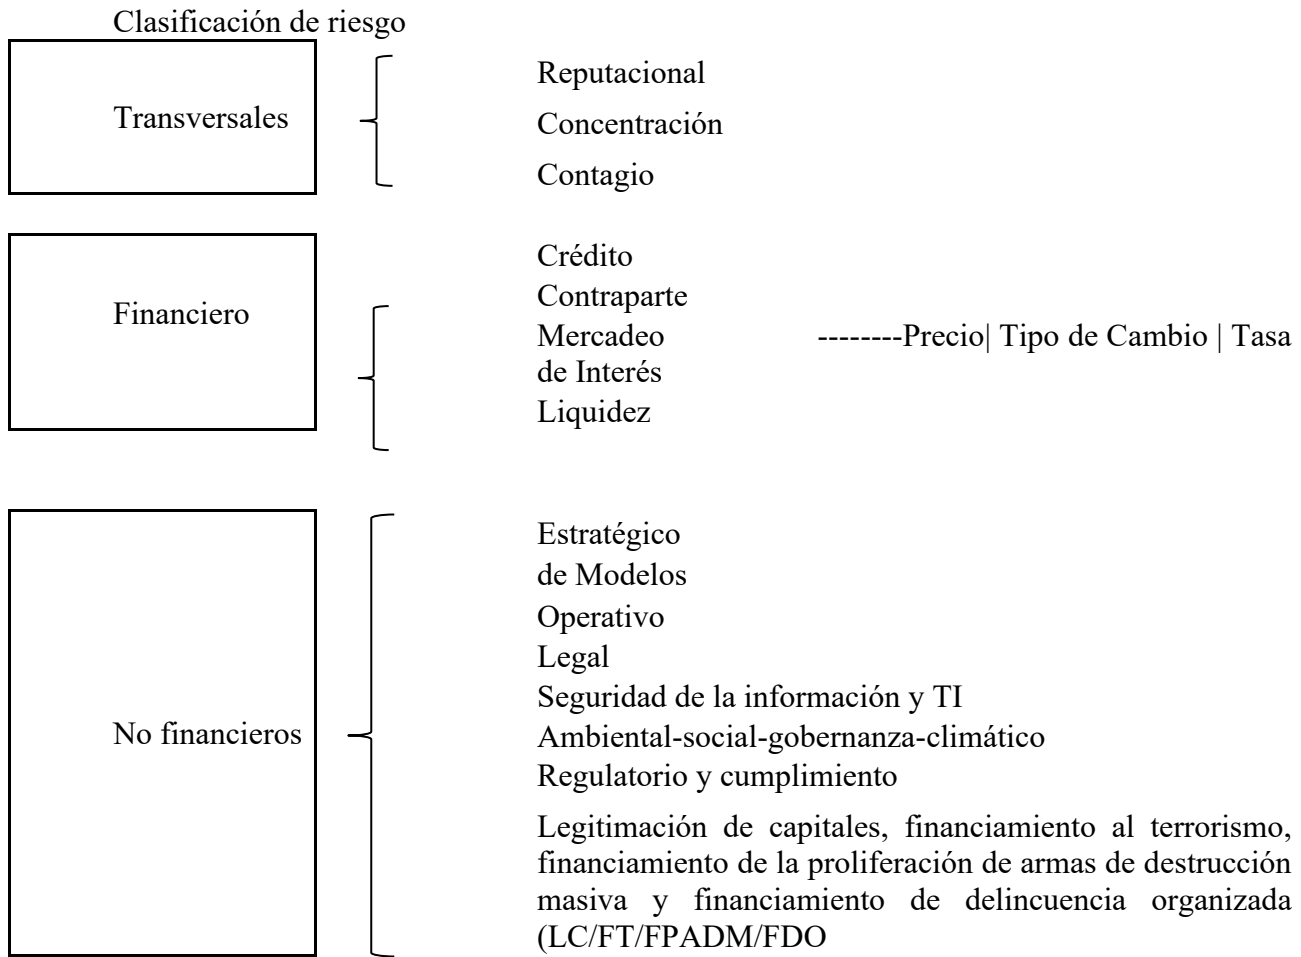 Clasificación de riesgo
Transversales
Reputacional
Concentración
Contagio
Financiero
Crédito
Contraparte
Mercadeo --------Precio| Tipo de Cambio | Tasa
de Interés
Liquidez
No financieros
Estratégico
de Modelos
Operativo
Legal
Seguridad de la información y TI
Ambiental-social-gobernanza-climático
Regulatorio y cumplimiento
Legitimación de capitales, financiamiento al terrorismo,
financiamiento de la proliferación de armas de destrucción
masiva y financiamiento de delincuencia organizada
(LC/FT/FPADM/FDO